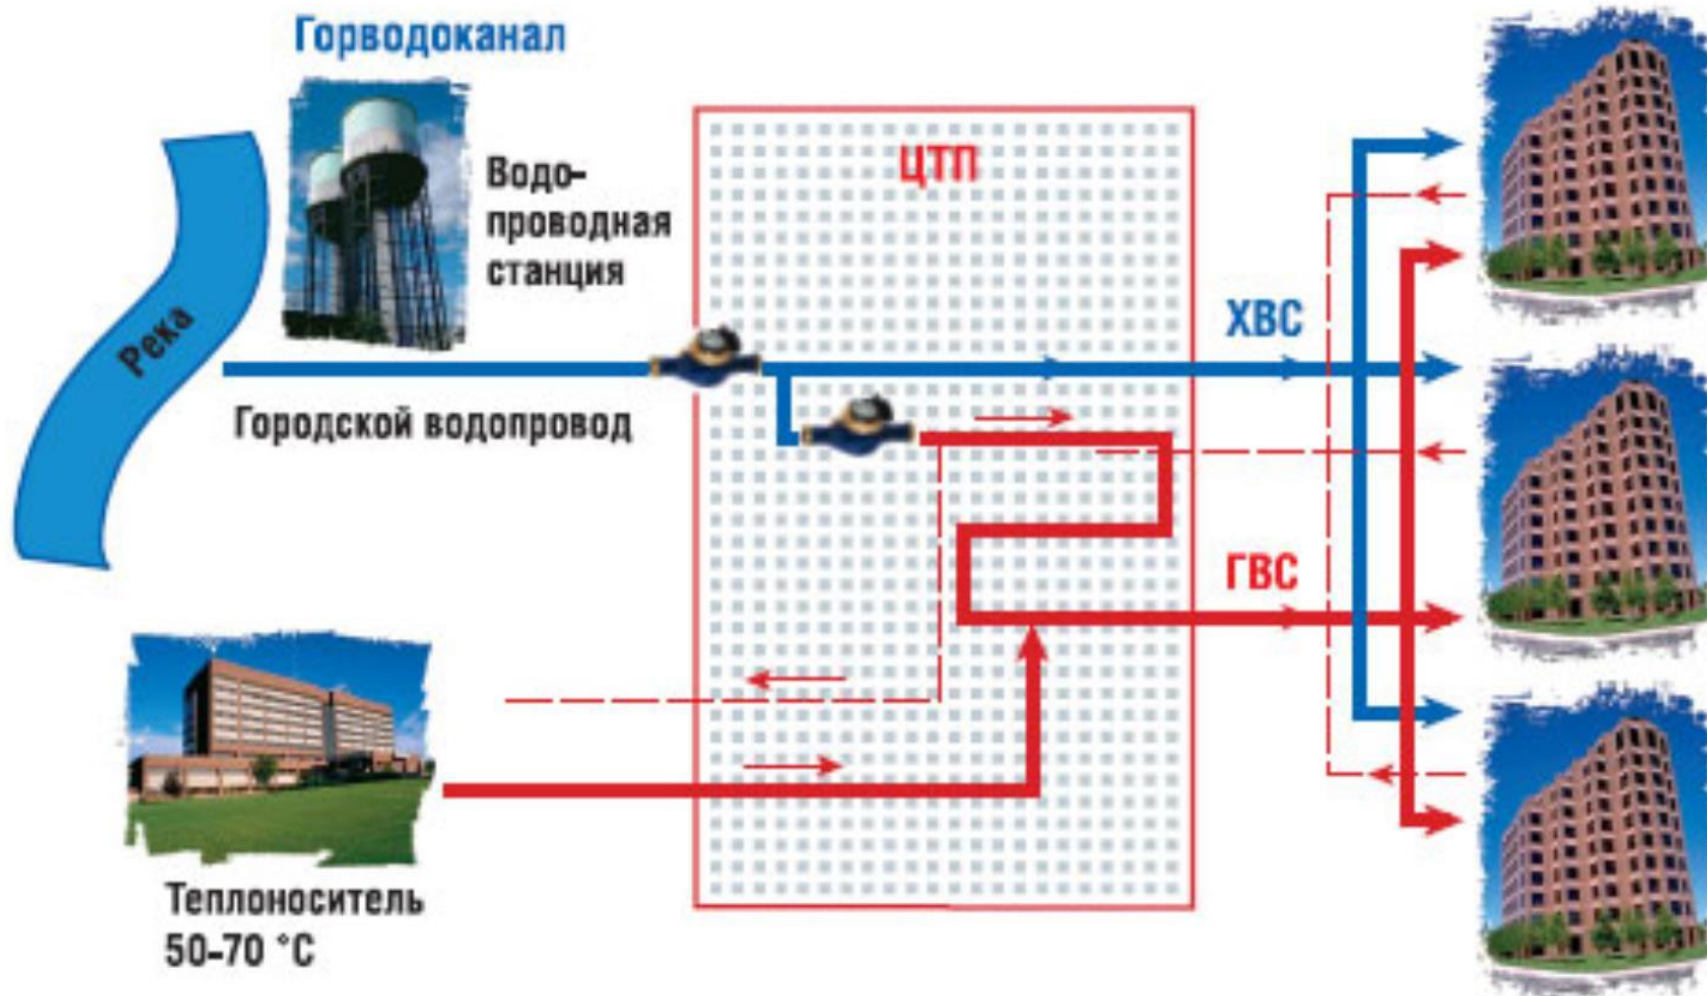 Горводоканал
Водо-
проводная
станция
Река
Городской водопровод
ЦТП
ХВС
ГВС
Теплоноситель
50-70 °C